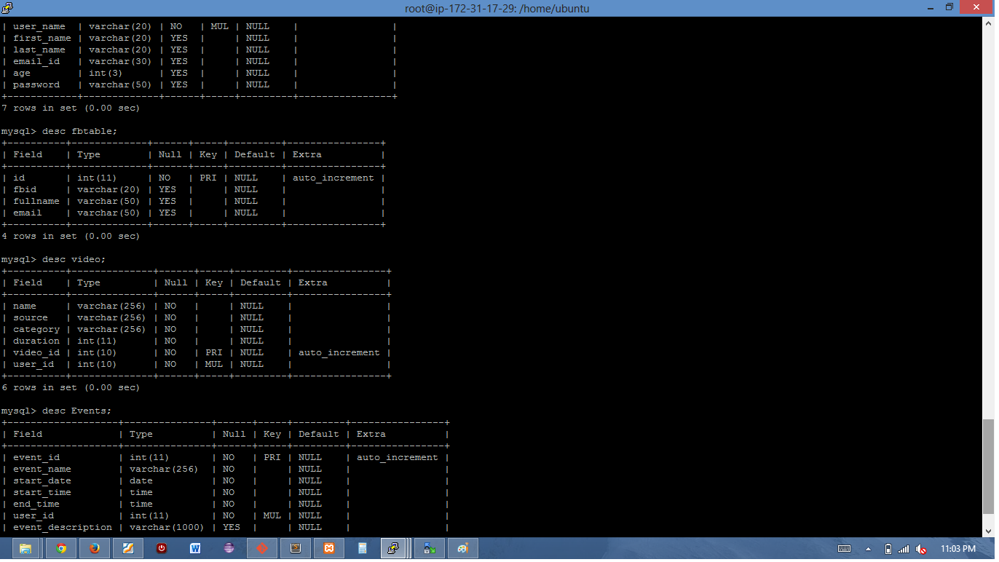 root@ip-172-31-17-29: /home/ubuntu
| user_name  | varchar(20) | NO   | MUL | NULL    |                |
| first_name | varchar(20) | YES  |     | NULL    |                |
| last_name  | varchar(20) | YES  |     | NULL    |                |
| email_id   | varchar(30) | YES  |     | NULL    |                |
| age        | int(3)      | YES  |     | NULL    |                |
| password   | varchar(50) | YES  |     | NULL    |                |
+------------+-------------+------+-----+---------+----------------+
7 rows in set (0.00 sec)
mysql> desc fbtable;
+----------+-------------+------+-----+---------+----------------+
| Field    | Type        | Null | Key | Default | Extra          |
+----------+-------------+------+-----+---------+----------------+
| id       | int(11)     | NO   | PRI | NULL    | auto_increment |
| fbid     | varchar(20) | YES  |     | NULL    |                |
| fullname | varchar(50) | YES  |     | NULL    |                |
| email    | varchar(50) | YES  |     | NULL    |                |
+----------+-------------+------+-----+---------+----------------+
4 rows in set (0.00 sec)
mysql> desc video;
+----------+--------------+------+-----+---------+----------------+
| Field    | Type         | Null | Key | Default | Extra          |
+----------+--------------+------+-----+---------+----------------+
| name     | varchar(256) | NO   |     | NULL    |                |
| source   | varchar(256) | NO   |     | NULL    |                |
| category | varchar(256) | NO   |     | NULL    |                |
| duration | int(11)      | NO   |     | NULL    |                |
| video_id | int(10)      | NO   | PRI | NULL    | auto_increment |
| user_id  | int(10)      | NO   | MUL | NULL    |                |
+----------+--------------+------+-----+---------+----------------+
6 rows in set (0.00 sec)
mysql> desc Events;
+-------------------+---------------+------+-----+---------+----------------+
| Field             | Type          | Null | Key | Default | Extra          |
+-------------------+---------------+------+-----+---------+----------------+
| event_id          | int(11)       | NO   | PRI | NULL    | auto_increment |
| event_name        | varchar(256)  | NO   |     | NULL    |                |
| start_date        | date          | NO   |     | NULL    |                |
| start_time        | time          | NO   |     | NULL    |                |
| end_time          | time          | NO   |     | NULL    |                |
| user_id           | int(11)       | NO   | MUL | NULL    |                |
| event_description | varchar(1000) | YES  |     | NULL    |                |
11:03 PM